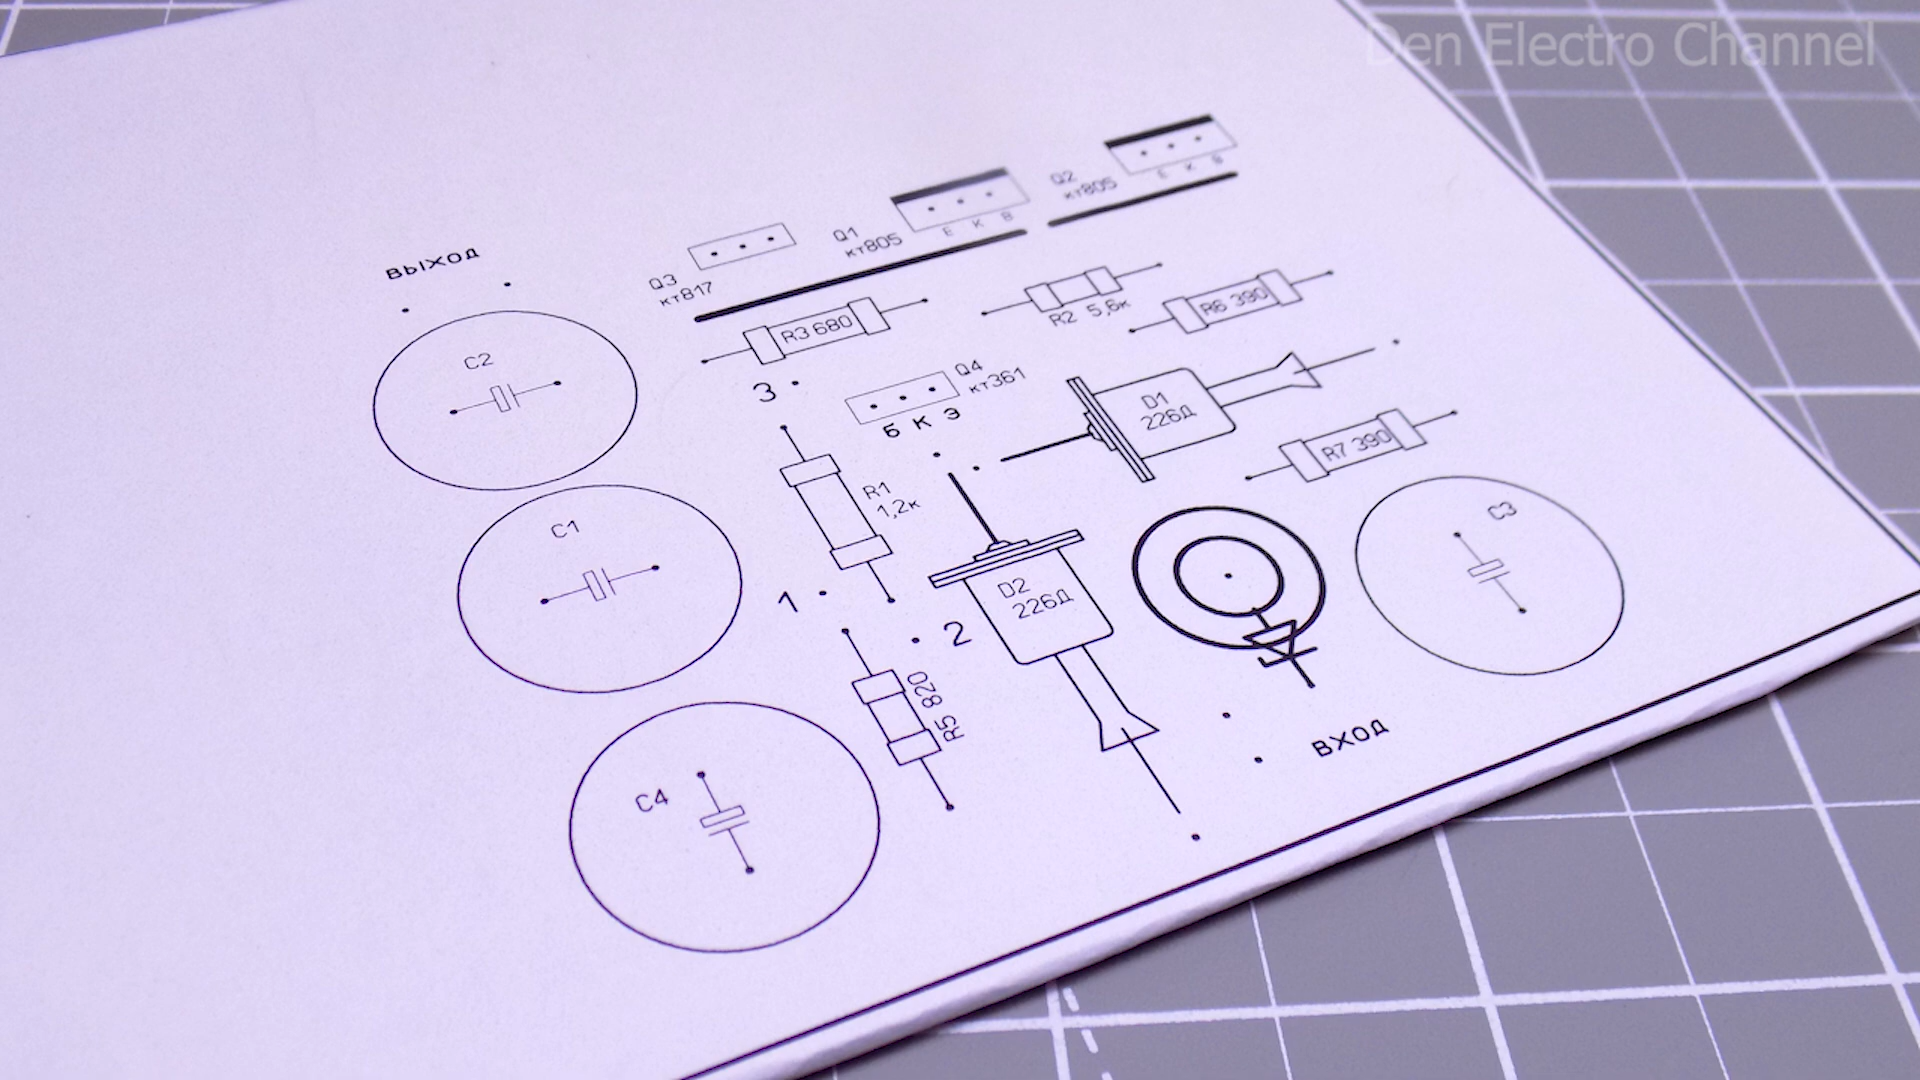 Den Electro Channel
Q2
кт805
E K B
Q1
кт805
E K B
Q3
кт817
ВЫХОД
R3 680
R2 5,6к
R6 390
C2
3
Q4
кт361
Б К Э
D1
226Д
R7 390
R1
1,2к
C1
C3
1
2
D2
226Д
R5 820
C4
ВХОД